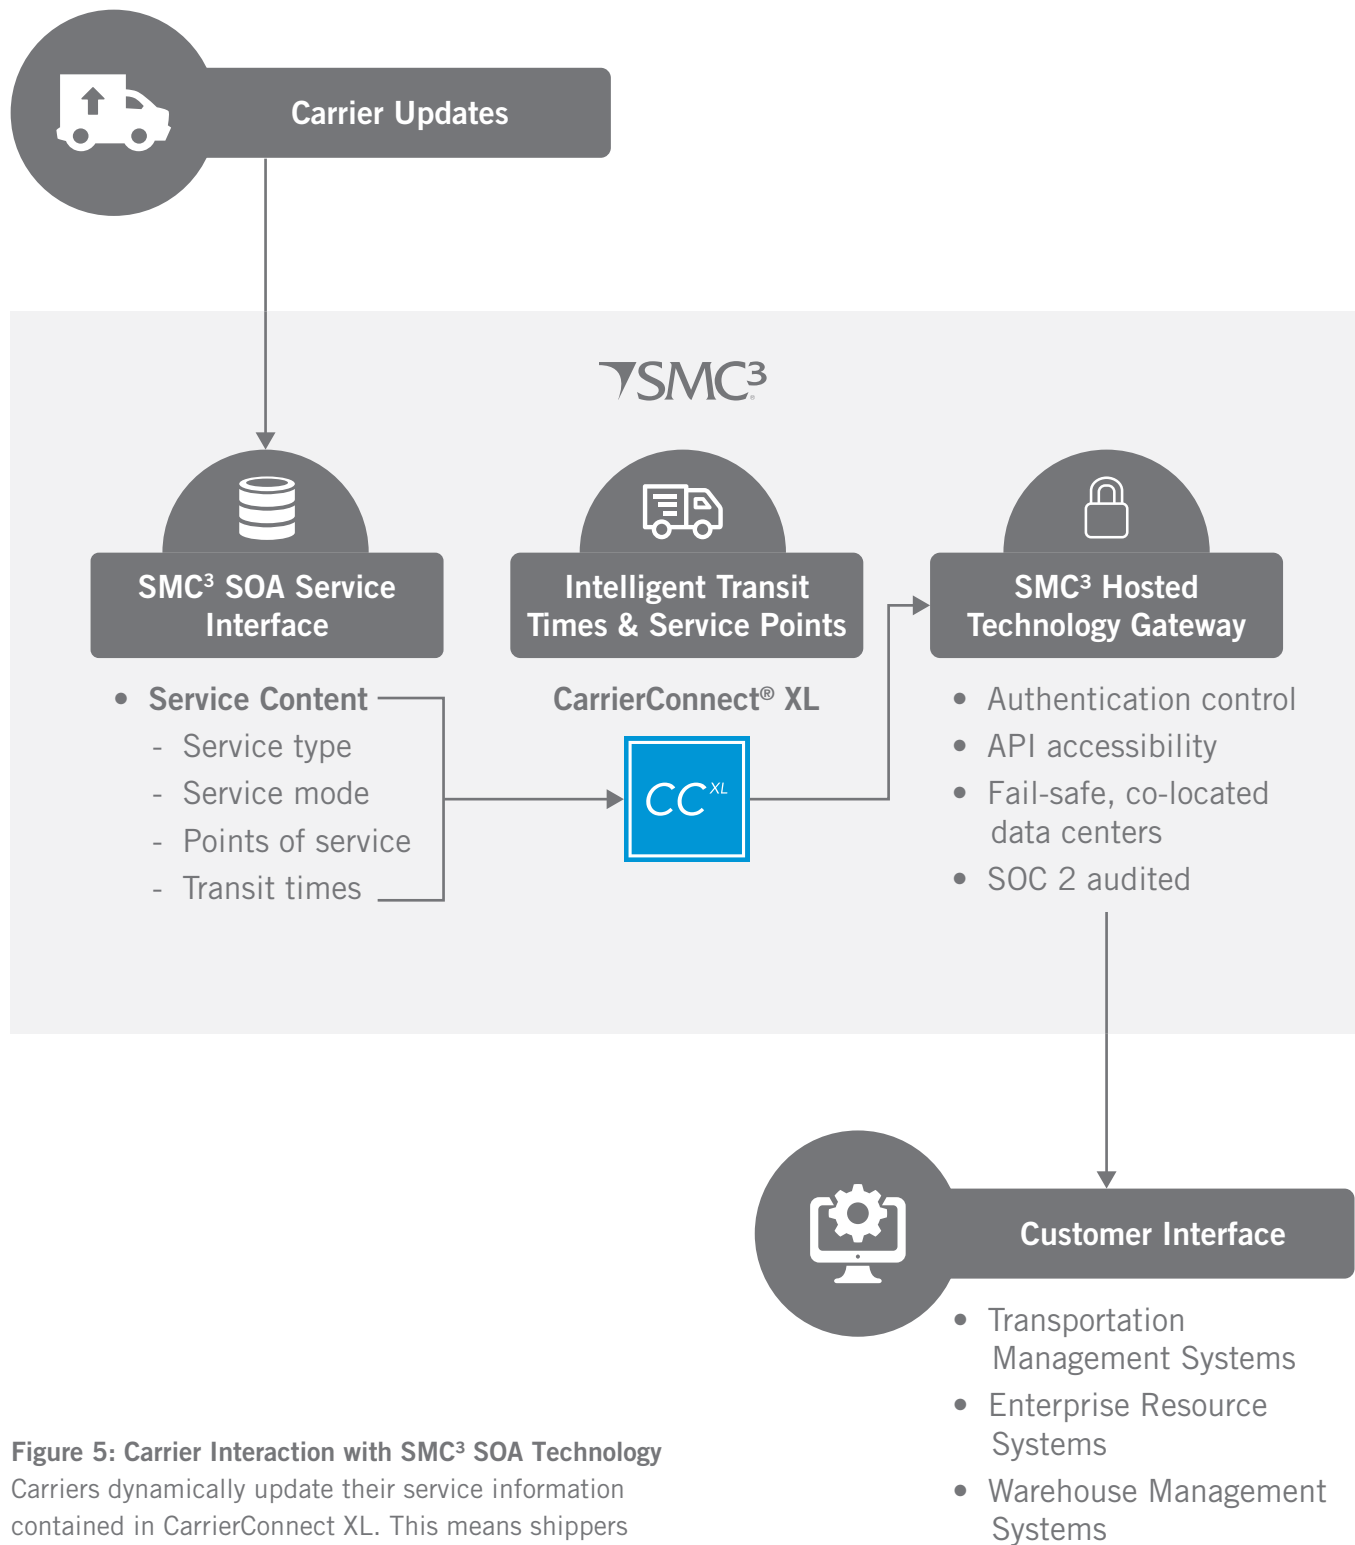 Carrier Updates
SMC³®
SMC³ SOA Service
Interface
• Service Content
- Service type
- Service mode
- Points of service
- Transit times
Intelligent Transit
Times & Service Points
CarrierConnect® XL
CC XL
SMC³ Hosted
Technology Gateway
• Authentication control
• API accessibility
• Fail-safe, co-located
data centers
• SOC 2 audited
Customer Interface
• Transportation
Management Systems
• Enterprise Resource
Systems
• Warehouse Management
Systems
Figure 5: Carrier Interaction with SMC³ SOA Technology
Carriers dynamically update their service information
contained in CarrierConnect XL. This means shippers